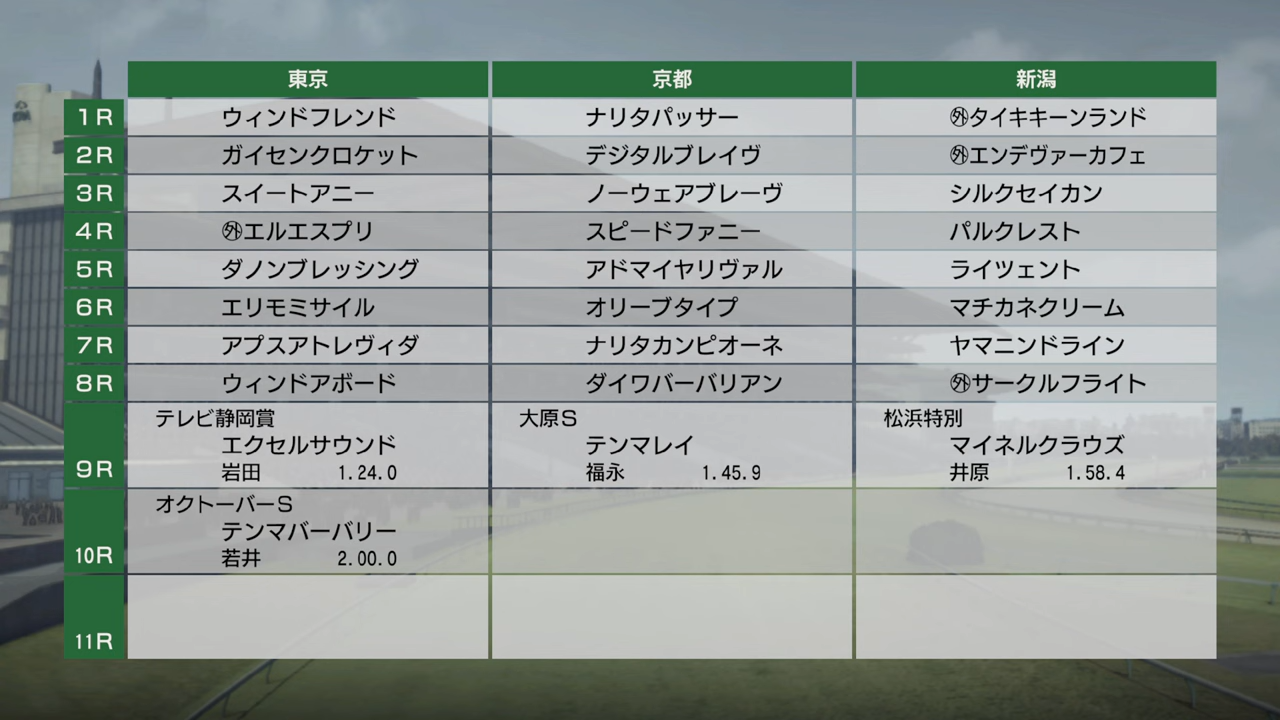 東京 京都 新潟
1R ウィンドフレンド ナリタパッサー ㊕タイキキーンランド
2R ガイセンクロケット デジタルブレイヴ ㊕エンデヴァーカフェ
3R スイートアニー ノーウェアブレーヴ シルクセイカン
4R ㊕エルエスプリ スピードファニー パルクレスト
5R ダノンブレッシング アドマイヤリヴァル ライツェント
6R エリモミサイル オリーブタイプ マチカネクリーム
7R アプスアトレヴィダ ナリタカンピオーネ ヤマニンドライン
8R ウィンドアボード ダイワバーバリアン ㊕サークルフライト
テレビ静岡賞 大原S 松浜特別
エクセルサウンド テンマレイ マイネルクラウズ
9R 岩田 1.24.0 福永 1.45.9 井原 1.58.4
オクトーバーS
テンマバーバリー
10R 若井 2.00.0
11R